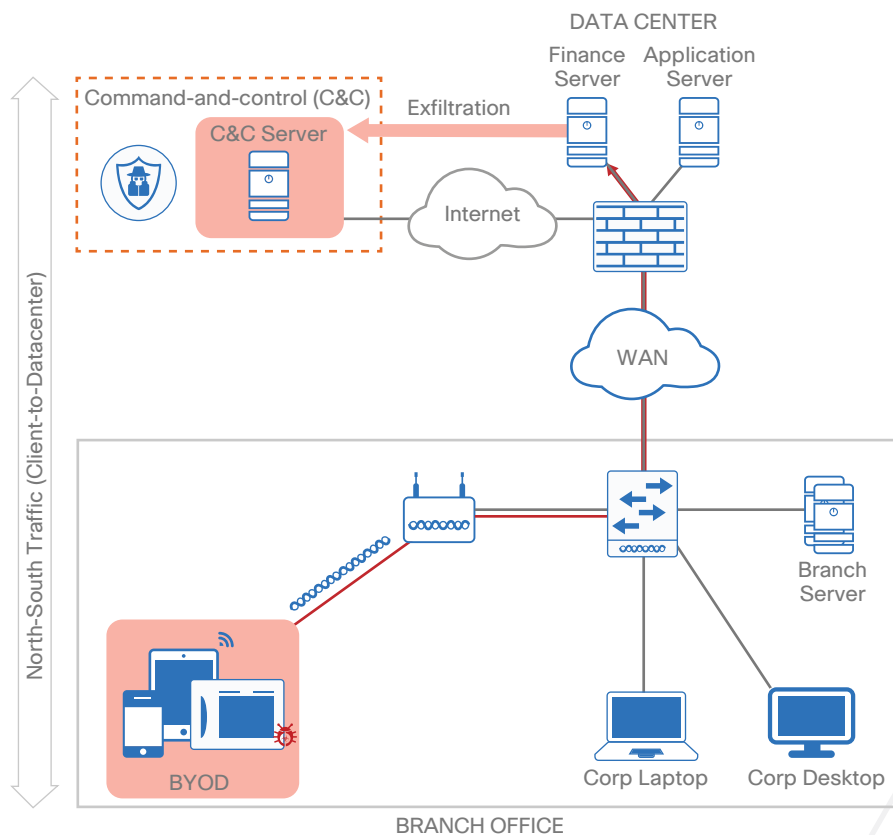 DATA CENTER
Finance
Server
Application
Server
Command-and-control (C&C)
C&C Server
Exfiltration
Internet
WAN
North-South Traffic (Client-to-Datacenter)
Branch
Server
BYOD
Corp Laptop
Corp Desktop
BRANCH OFFICE